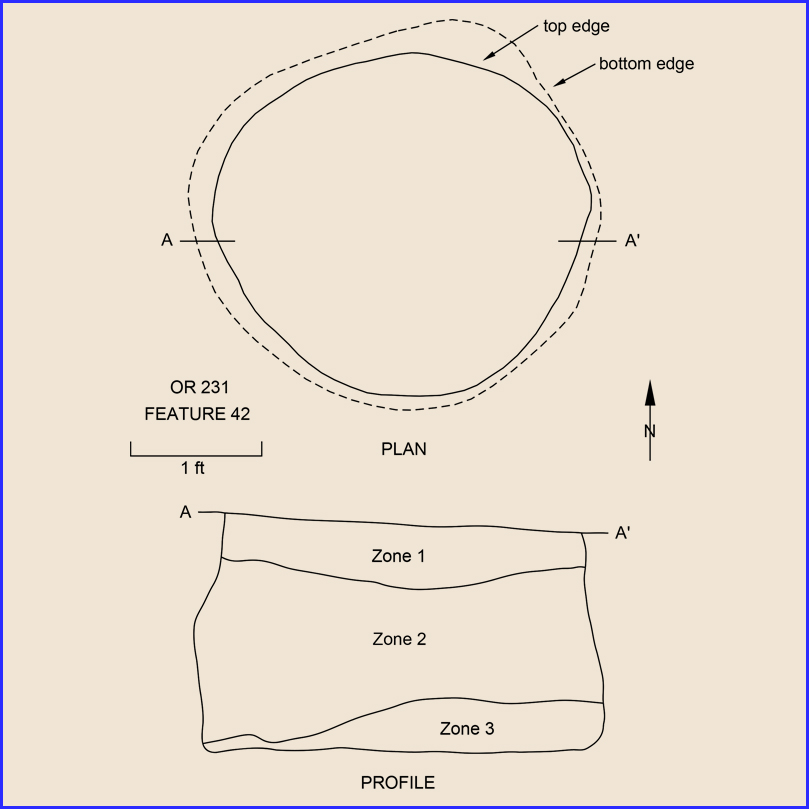 top edge
bottom edge
A
A'
OR 231
FEATURE 42
1 ft
PLAN
N
A
A'
Zone 1
Zone 2
Zone 3
PROFILE